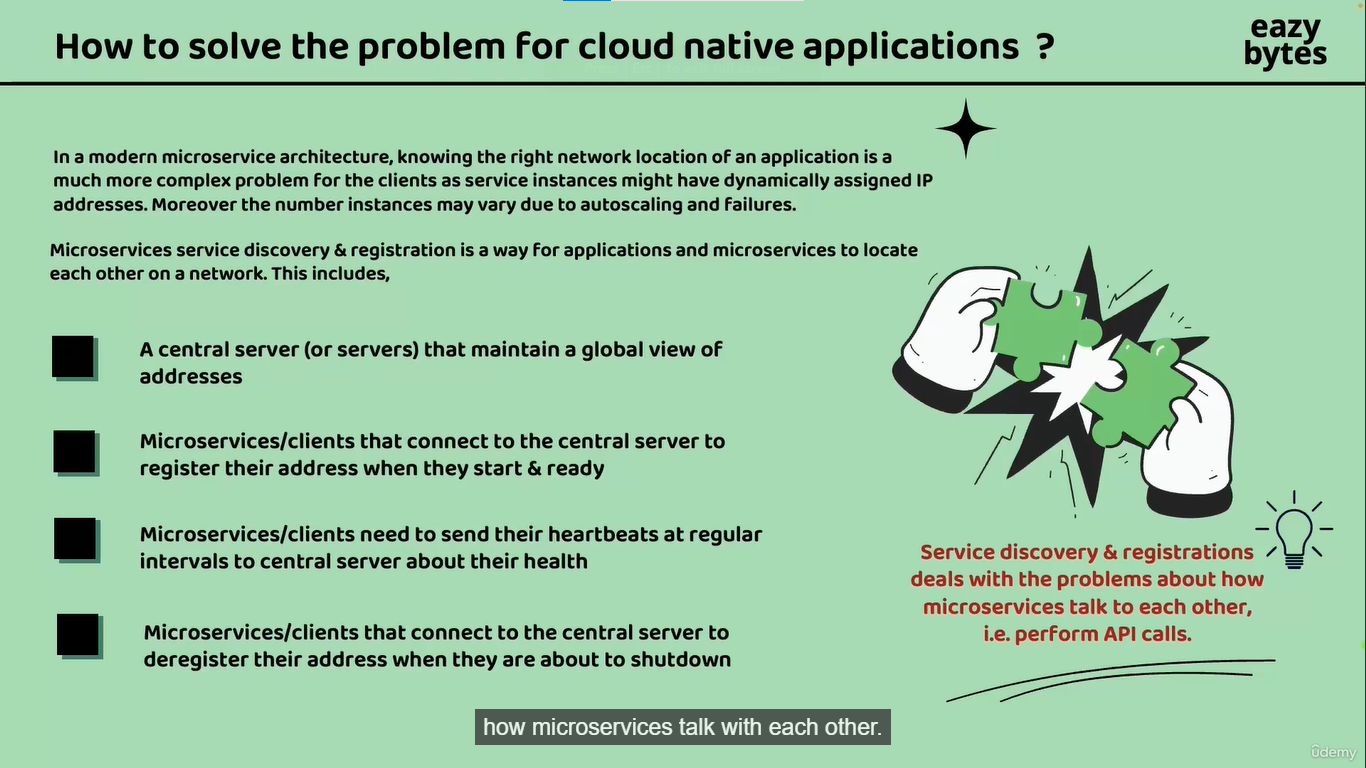 How to solve the problem for cloud native applications ?
eazy
bytes
In a modern microservice architecture, knowing the right network location of an application is a
much more complex problem for the clients as service instances might have dynamically assigned IP
addresses. Moreover the number instances may vary due to autoscaling and failures.
Microservices service discovery & registration is a way for applications and microservices to locate
each other on a network. This includes,
A central server (or servers) that maintain a global view of
addresses
Microservices/clients that connect to the central server to
register their address when they start & ready
Microservices/clients need to send their heartbeats at regular
intervals to central server about their health
Microservices/clients that connect to the central server to
deregister their address when they are about to shutdown
Service discovery & registrations
deals with the problems about how
microservices talk to each other,
i.e. perform API calls.
how microservices talk with each other.
ûdemy